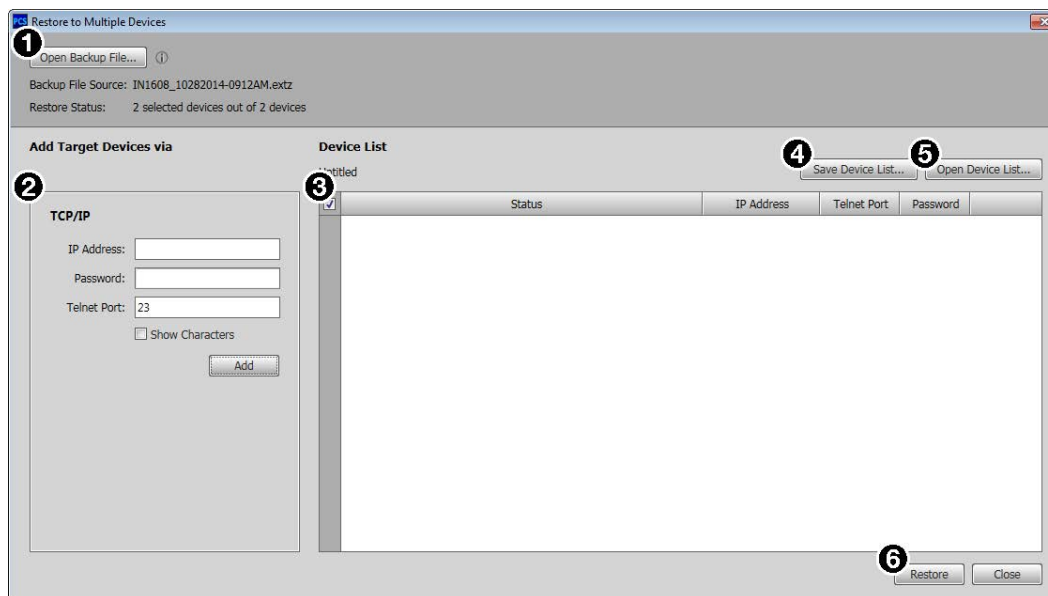 PCS Restore to Multiple Devices
1
Open Backup File...
Backup File Source: IN1608_10282014-0912AM.extz
Restore Status: 2 selected devices out of 2 devices
Add Target Devices via
Device List
Untitled
4 Save Device List...
5 Open Device List...
2
TCP/IP
IP Address:
Password:
Telnet Port: 23
Show Characters
Add
3
Status IP Address Telnet Port Password
6 Restore
Close